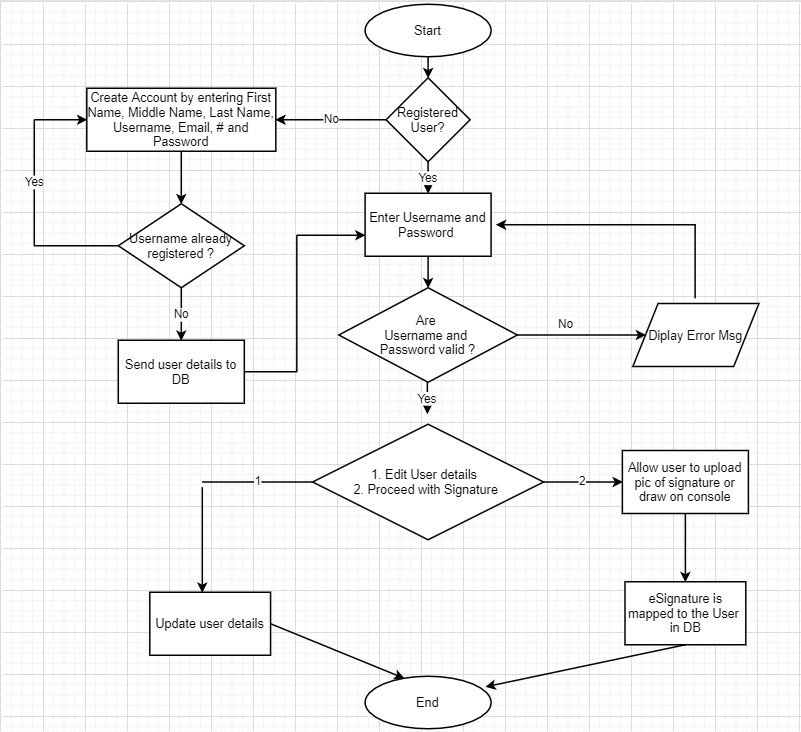 Start
Registered
User?
No
Create Account by entering First
Name, Middle Name, Last Name,
Username, Email, # and
Password
Yes
Yes
Enter Username and
Password
Username already
registered ?
No
Send user details to
DB
Are
Username and
Password valid ?
No
Diplay Error Msg
Yes
1. Edit User details
2. Proceed with Signature
1
2
Allow user to upload
pic of signature or
draw on console
Update user details
eSignature is
mapped to the User
in DB
End